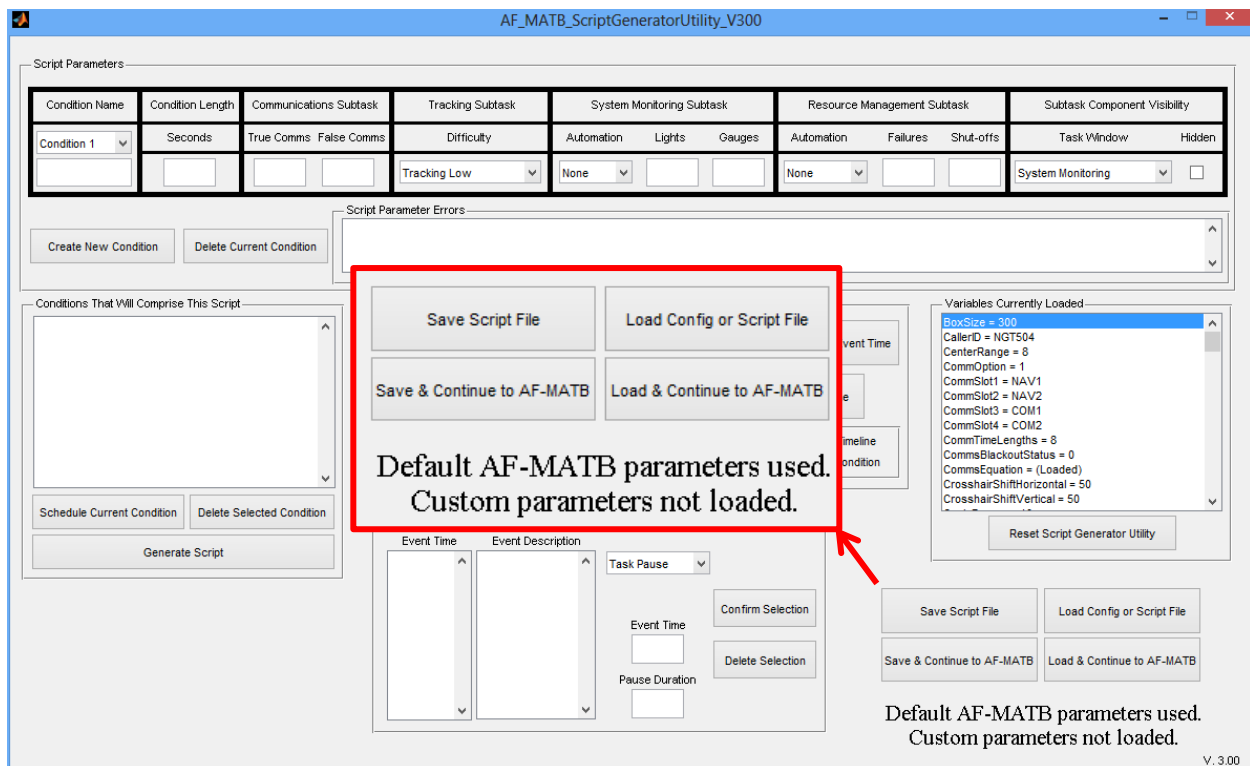 AF_MATB_ScriptGeneratorUtility_V300
Script Parameters
Condition Name
Condition Length
Communications Subtask
Tracking Subtask
System Monitoring Subtask
Resource Management Subtask
Subtask Component Visibility
Condition 1
Seconds
True Comms False Comms
Difficulty
Automation Lights Gauges
Automation Failures Shut-offs
Task Window Hidden
Tracking Low
None
None
System Monitoring
Script Parameter Errors
Create New Condition
Delete Current Condition
Conditions That Will Comprise This Script
Schedule Current Condition
Delete Selected Condition
Generate Script
Save Script File
Load Config or Script File
Save & Continue to AF-MATB
Load & Continue to AF-MATB
Default AF-MATB parameters used.
Custom parameters not loaded.
Event Time
Condition
Variables Currently Loaded
BoxSize = 300
CallerID = NGT504
CenterRange = 8
CommOption = 1
CommSlot1 = NAV1
CommSlot2 = NAV2
CommSlot3 = COM1
CommSlot4 = COM2
CommTimeLengths = 8
CommsBlackoutStatus = 0
CommsEquation = (Loaded)
CrosshairShiftHorizontal = 50
CrosshairShiftVertical = 50
Reset Script Generator Utility
Event Time
Event Description
Task Pause
Event Time
Pause Duration
Confirm Selection
Delete Selection
Save Script File
Load Config or Script File
Save & Continue to AF-MATB
Load & Continue to AF-MATB
Default AF-MATB parameters used.
Custom parameters not loaded.
V. 3.00